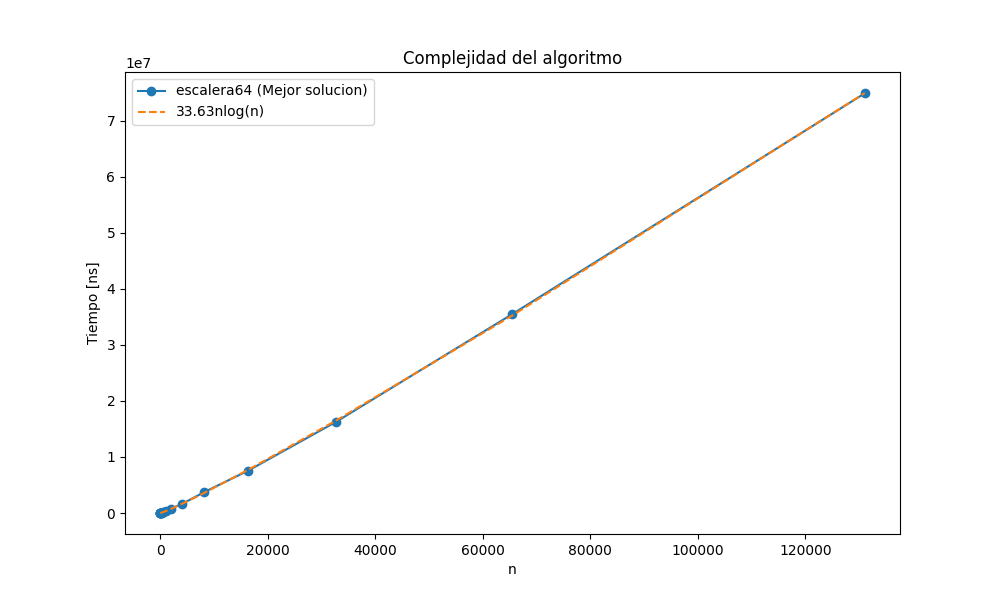 Complejidad del algoritmo
1e7
escalera64 (Mejor solucion)
33.63nlog(n)
7
6
5
4
3
2
1
0
Tiempo [ns]
0 20000 40000 60000 80000 100000 120000
n